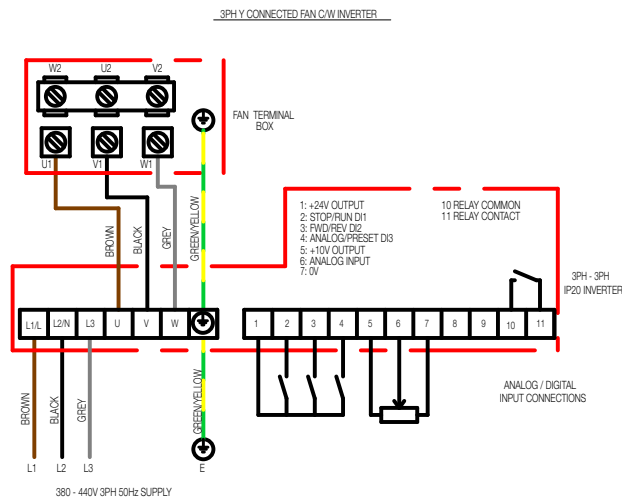 3PH Y CONNECTED FAN C/W INVERTER
W2 U2 V2
FAN TERMINAL
BOX
U1 V1 W1
BROWN
BLACK
GREY
GREEN/YELLOW
1: +24V OUTPUT
2: STOP/RUN DI1
3: FWD/REV DI2
4: ANALOG/PRESET DI3
5: +10V OUTPUT
6: ANALOG INPUT
7: 0V
10 RELAY COMMON
11 RELAY CONTACT
3PH - 3PH
IP20 INVERTER
L1/L L2/N L3 U V W
1 2 3 4 5 6 7 8 9 10 11
BROWN
BLACK
GREY
GREEN/YELLOW
ANALOG / DIGITAL
INPUT CONNECTIONS
L1 L2 L3 E
380 - 440V 3PH 50Hz SUPPLY